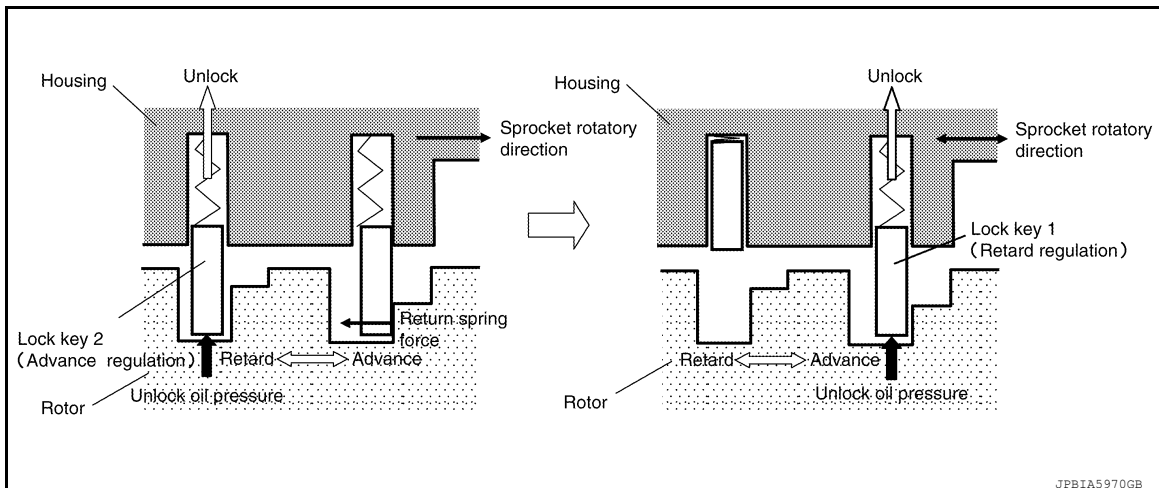 Housing
Unlock
Sprocket rotatory
direction
Lock key 2
(Advance regulation)
Return spring
force
Retard
Advance
Unlock oil pressure
Rotor
Housing
Unlock
Sprocket rotatory
direction
Lock key 1
(Retard regulation)
Retard
Advance
Unlock oil pressure
Rotor
JPBIA5970GB